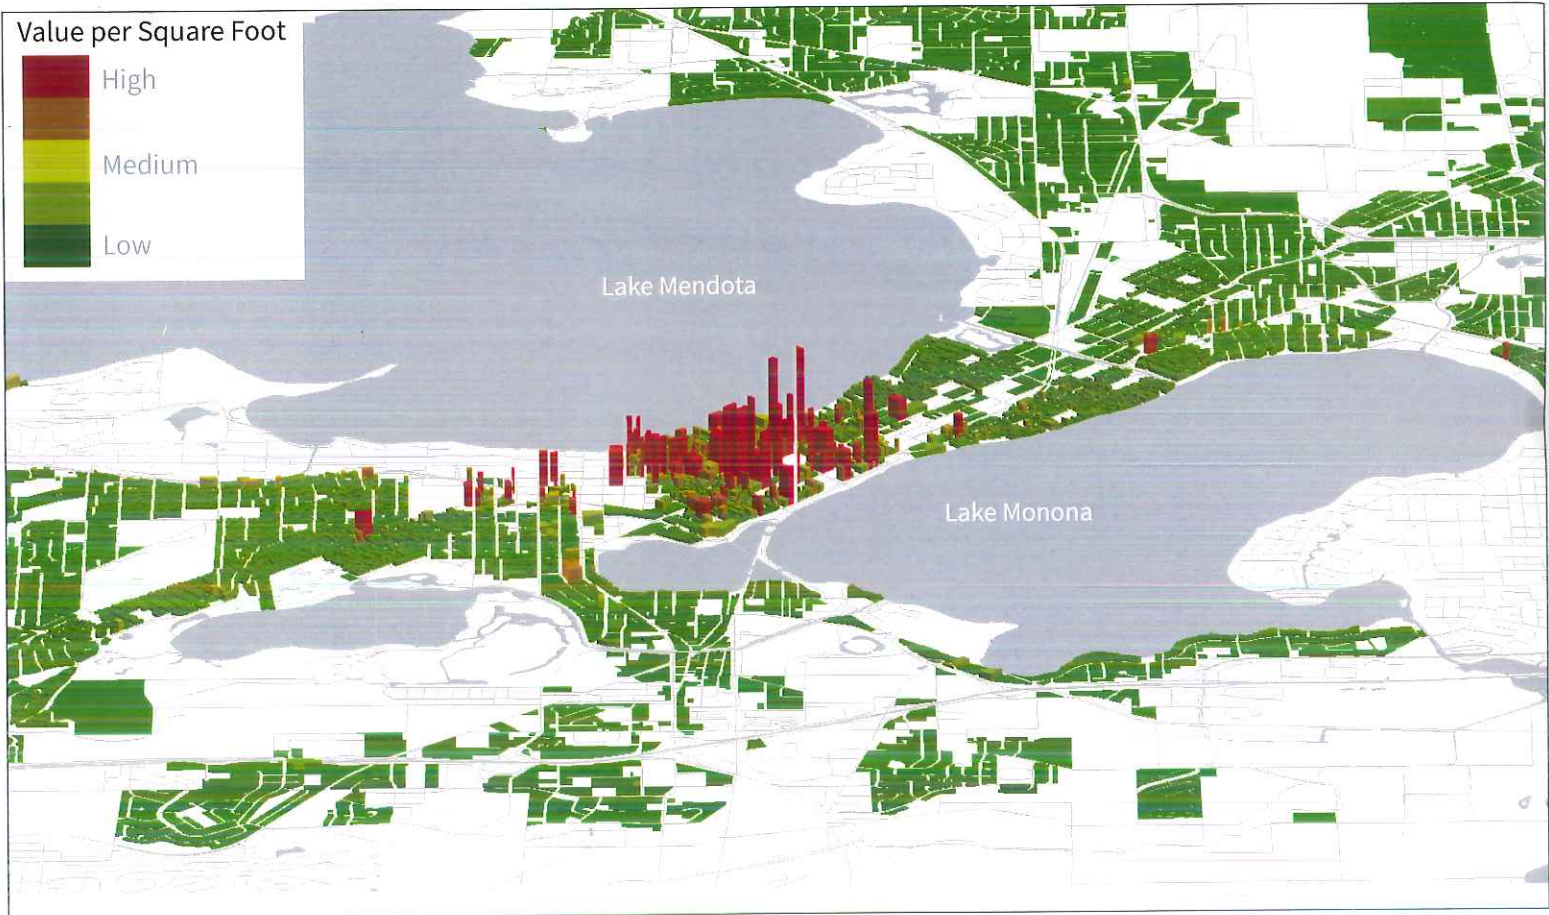 Value per Square Foot
High
Medium
Low
Lake Mendota
Lake Monona